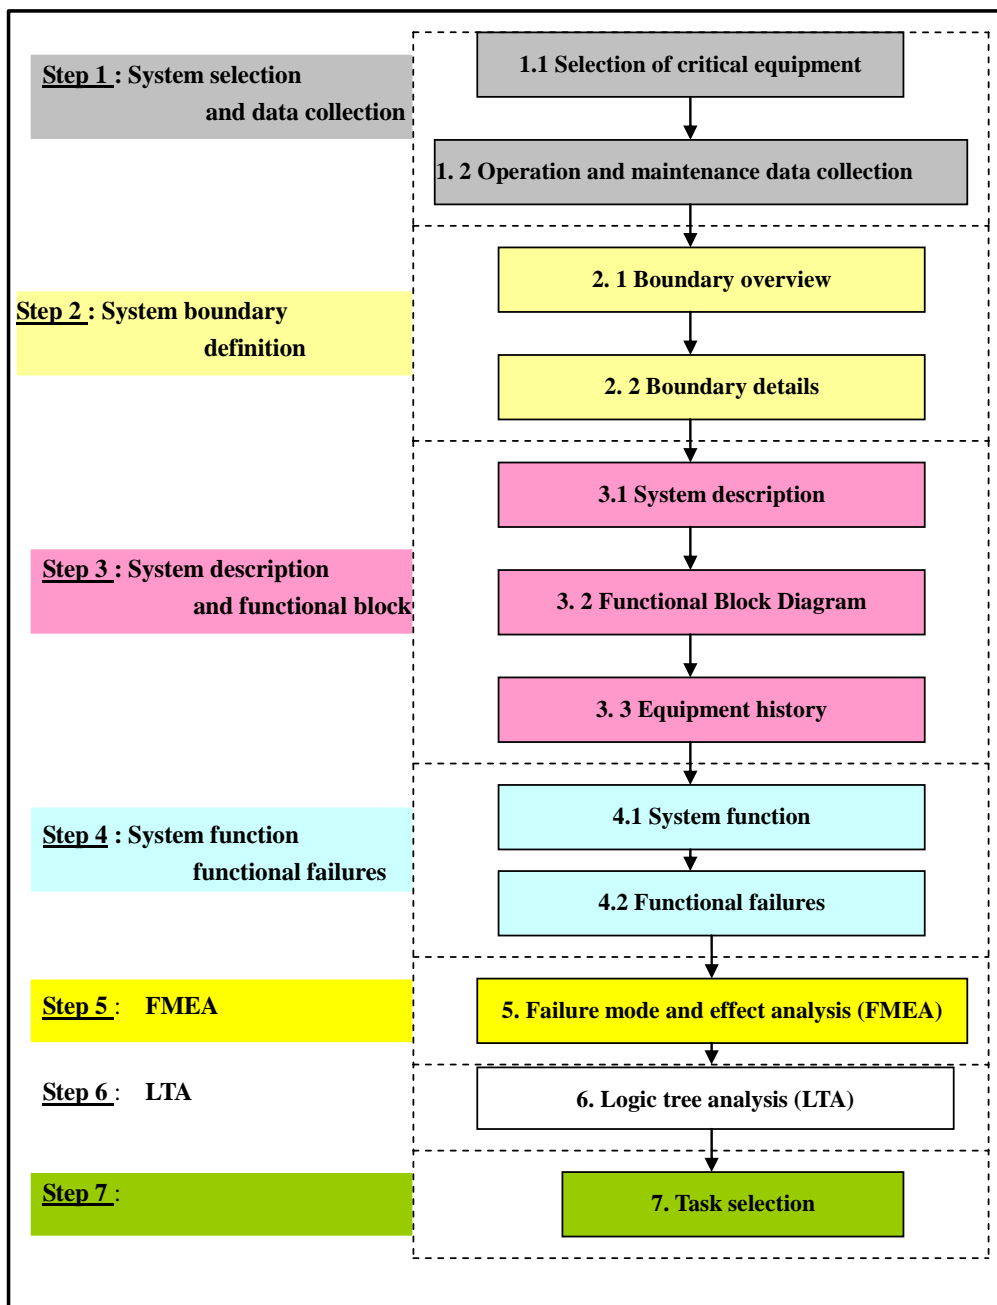 Step 1 : System selection
and data collection
1.1 Selection of critical equipment
1. 2 Operation and maintenance data collection
Step 2 : System boundary
definition
2. 1 Boundary overview
2. 2 Boundary details
Step 3 : System description
and functional block
3.1 System description
3. 2 Functional Block Diagram
3. 3 Equipment history
Step 4 : System function
functional failures
4.1 System function
4.2 Functional failures
Step 5 : FMEA
5. Failure mode and effect analysis (FMEA)
Step 6 : LTA
6. Logic tree analysis (LTA)
Step 7 :
7. Task selection